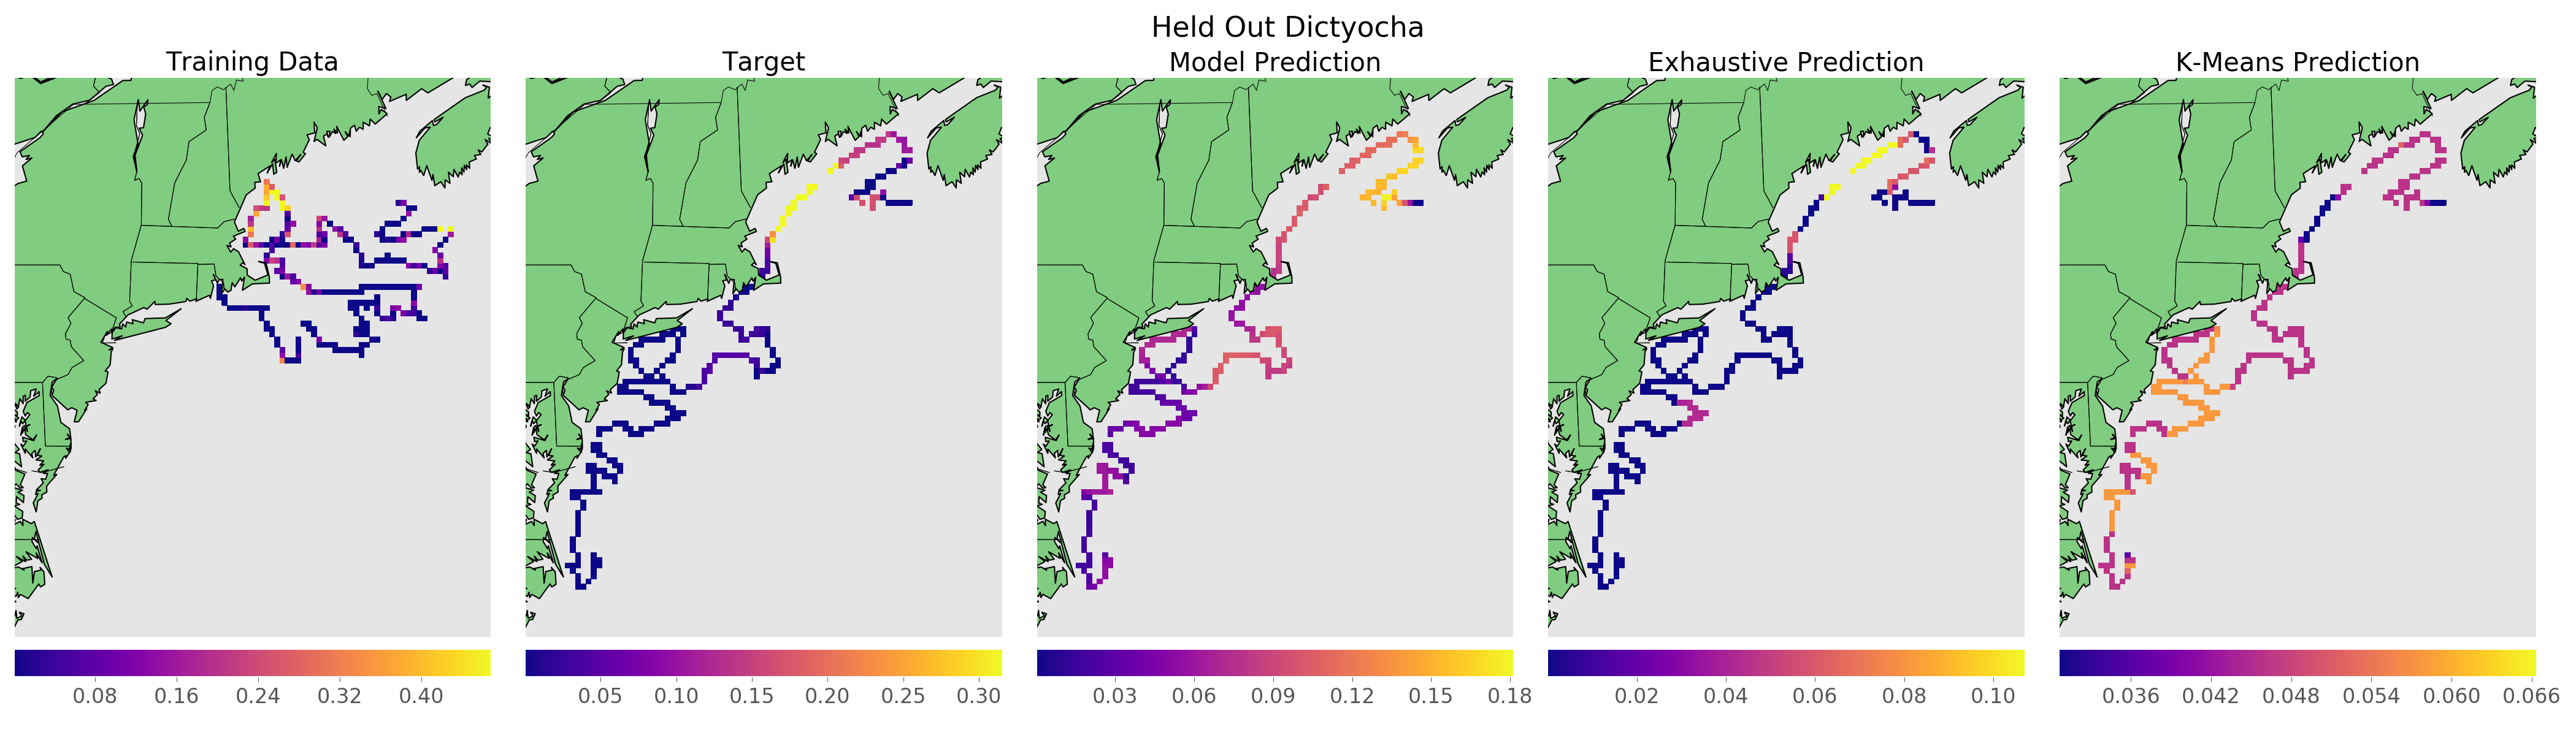 Held Out Dictyocha
Training Data
Target
Model Prediction
Exhaustive Prediction
K-Means Prediction
0.08 0.16 0.24 0.32 0.40
0.05 0.10 0.15 0.20 0.25 0.30
0.03 0.06 0.09 0.12 0.15 0.18
0.02 0.04 0.06 0.08 0.10
0.036 0.042 0.048 0.054 0.060 0.066